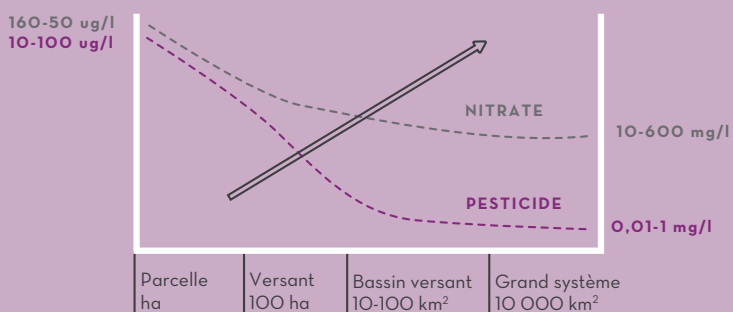 160-50 ug/l
10-100 ug/l
NITRATE
10-600 mg/l
PESTICIDE
0,01-1 mg/l
Parcelle
ha
Versant
100 ha
Bassin versant
10-100 km²
Grand système
10 000 km²